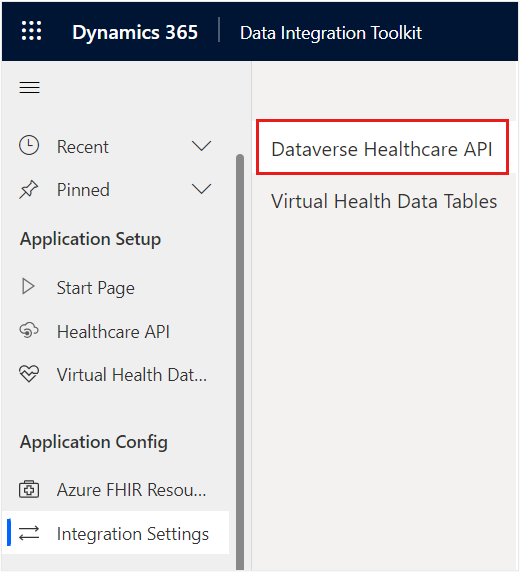 Dynamics 365 Data Integration Toolkit
Recent
Pinned
Application Setup
Start Page
Healthcare API
Virtual Health Dat...
Application Config
Azure FHIR Resou...
Integration Settings
Dataverse Healthcare API
Virtual Health Data Tables